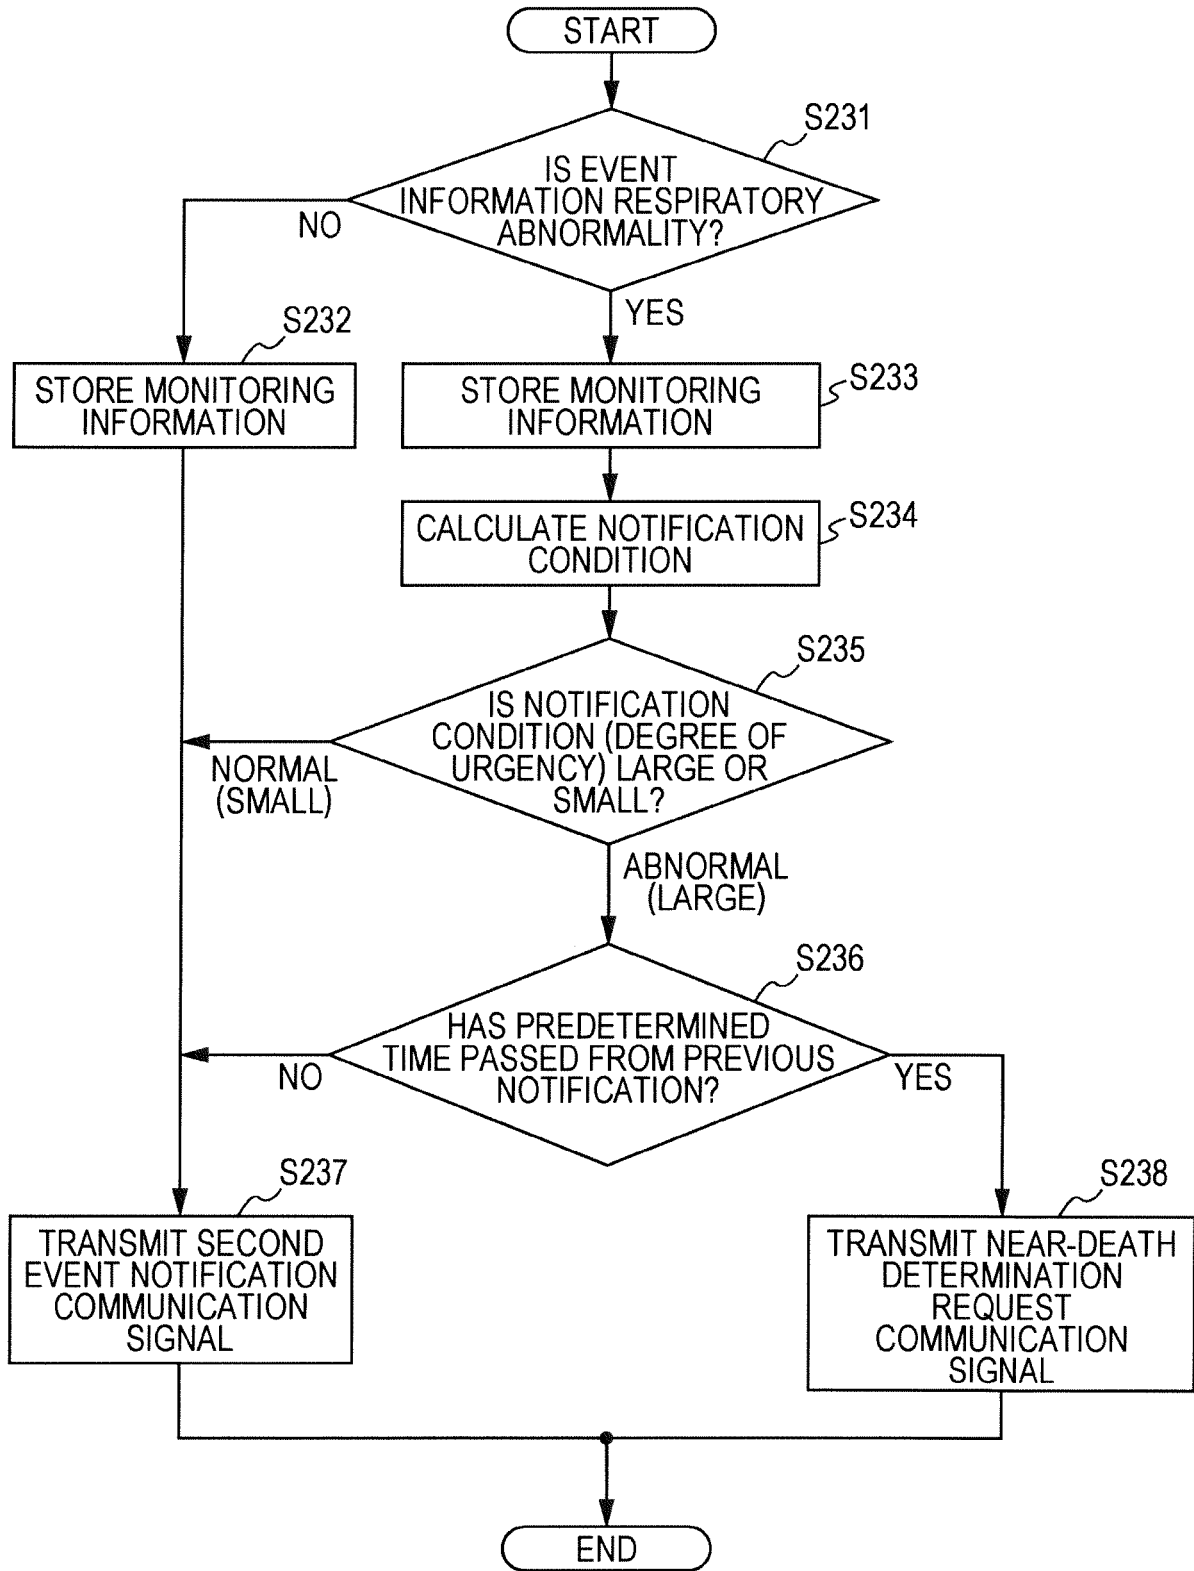 START
S231
IS EVENT
INFORMATION RESPIRATORY
ABNORMALITY?
NO
YES
S232
STORE MONITORING
INFORMATION
S233
STORE MONITORING
INFORMATION
S234
CALCULATE NOTIFICATION
CONDITION
S235
IS NOTIFICATION
CONDITION (DEGREE OF
URGENCY) LARGE OR
SMALL?
NORMAL
(SMALL)
ABNORMAL
(LARGE)
S236
HAS PREDETERMINED
TIME PASSED FROM PREVIOUS
NOTIFICATION?
NO
YES
S237
TRANSMIT SECOND
EVENT NOTIFICATION
COMMUNICATION
SIGNAL
S238
TRANSMIT NEAR-DEATH
DETERMINATION
REQUEST
COMMUNICATION
SIGNAL
END